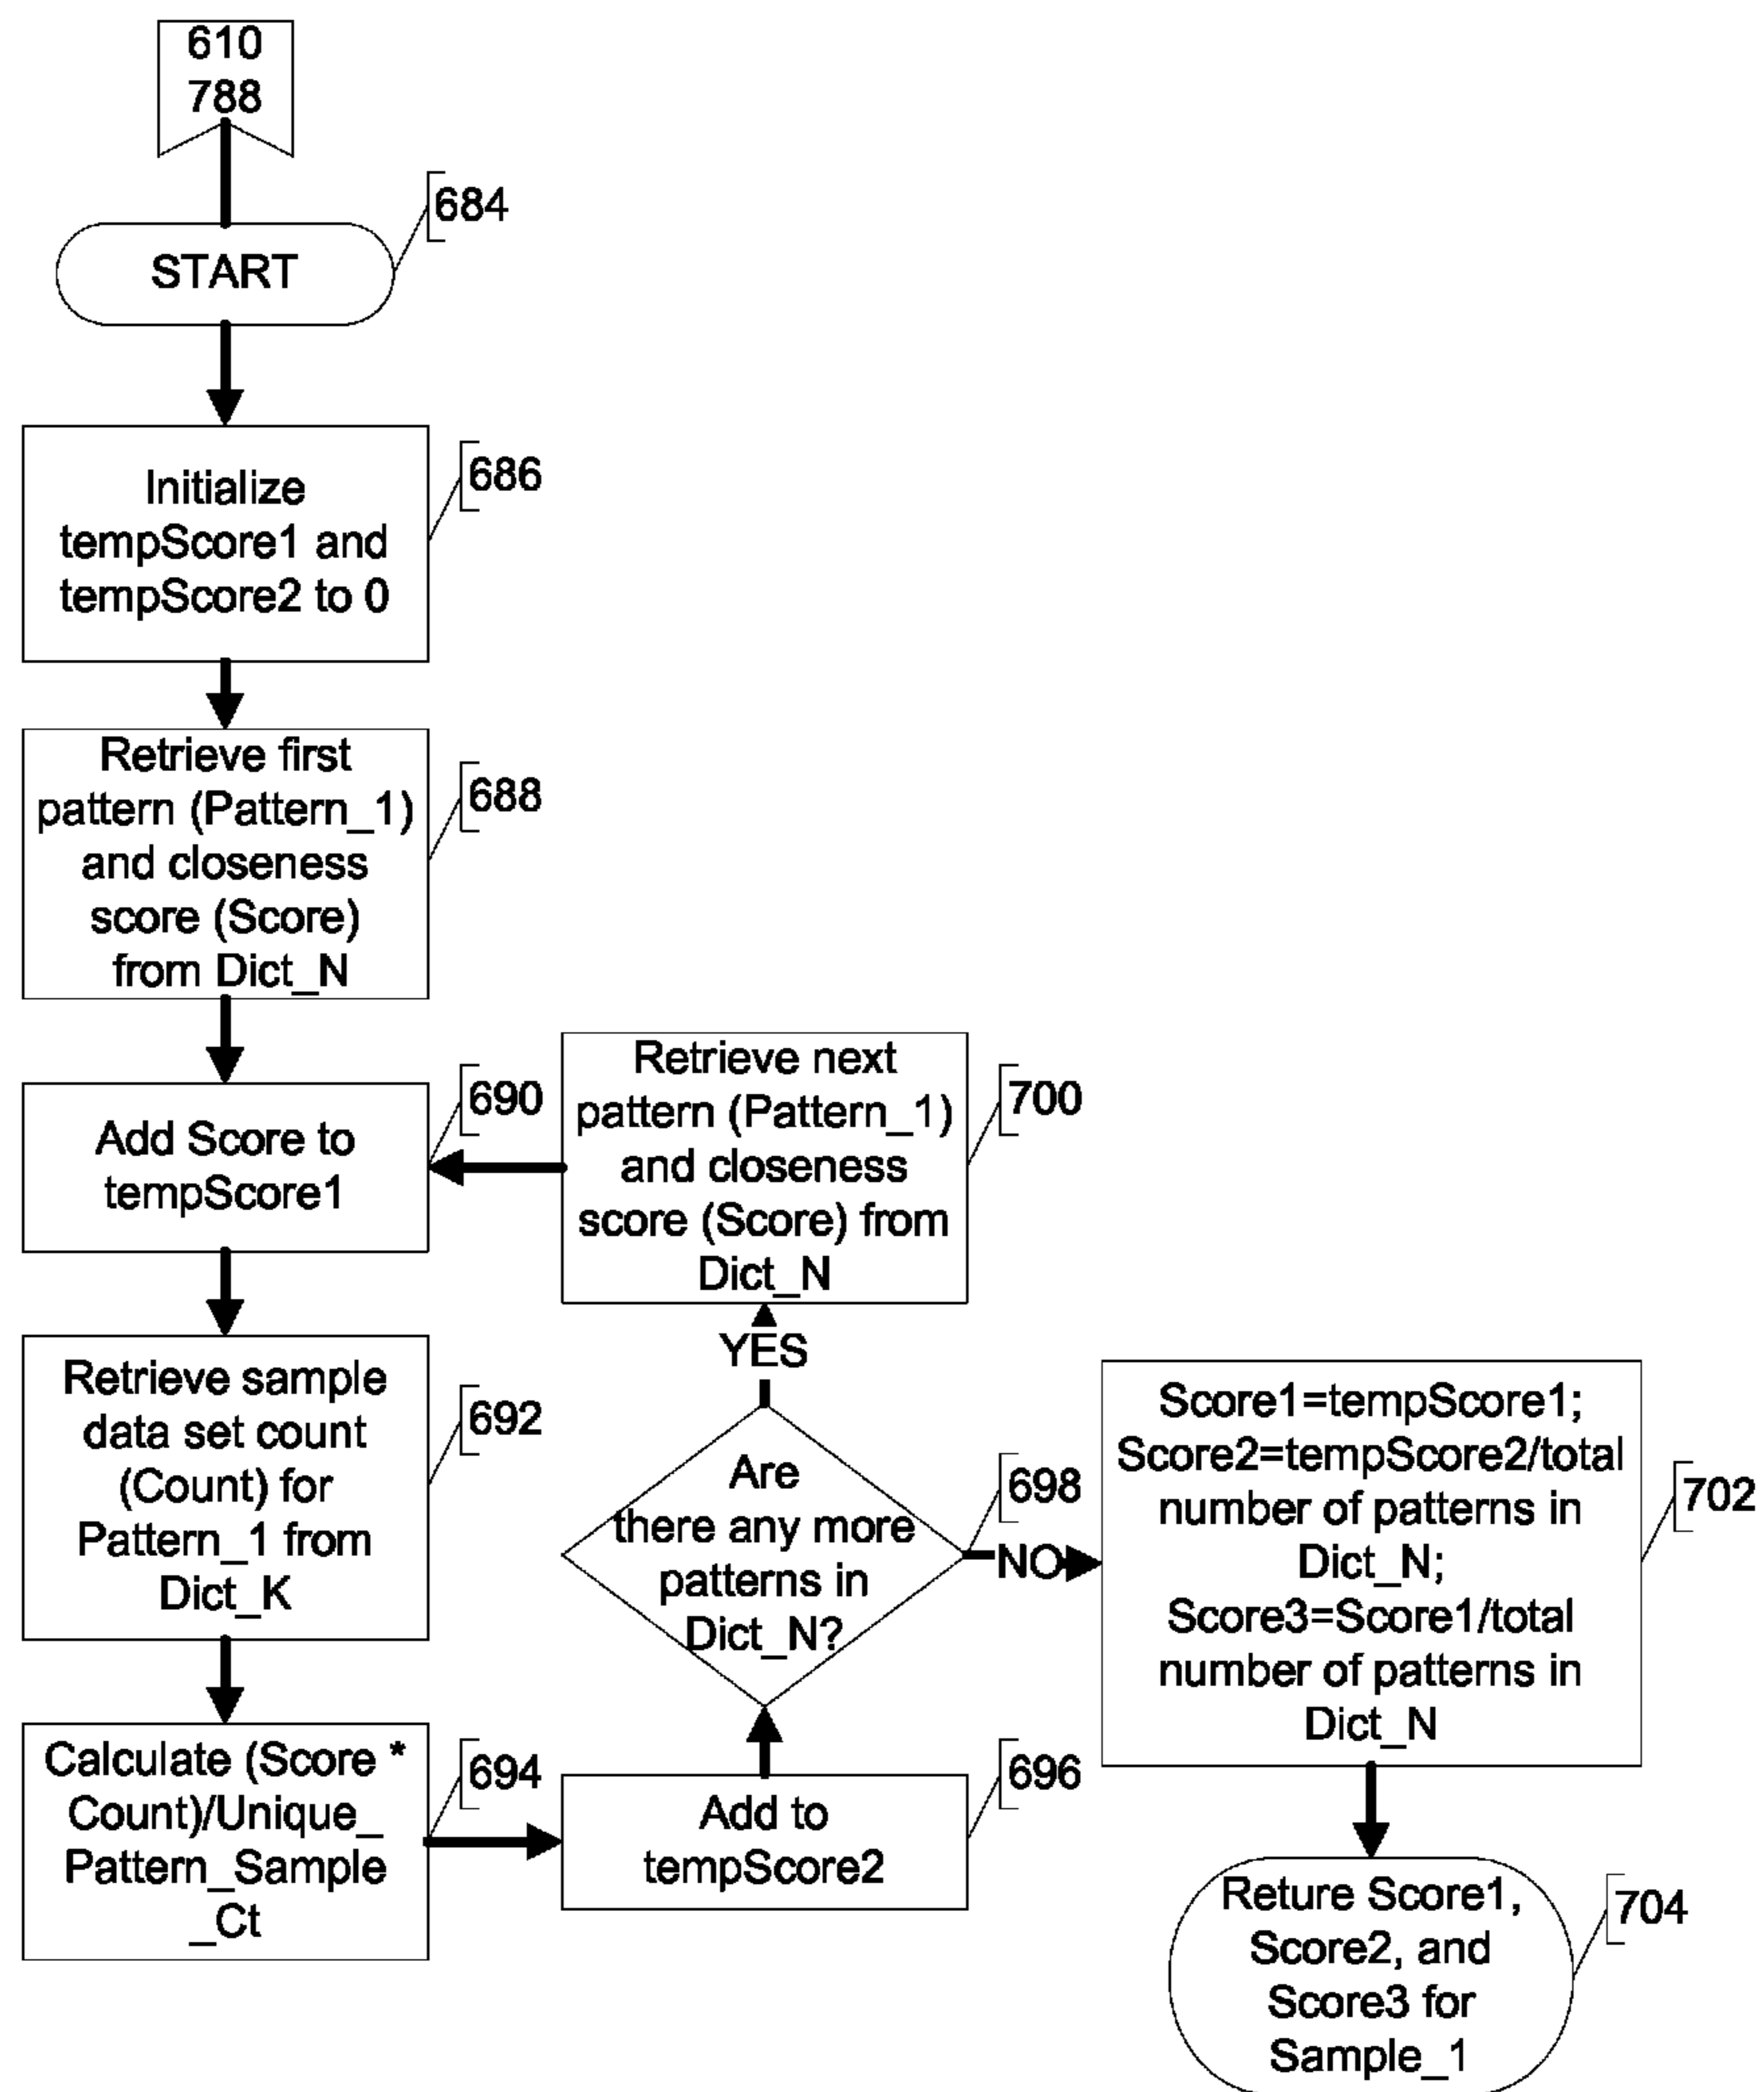 610
788
684
START
686
Initialize
tempScore1 and
tempScore2 to 0
688
Retrieve first
pattern (Pattern_1)
and closeness
score (Score)
from Dict_N
690
Add Score to
tempScore1
700
Retrieve next
pattern (Pattern_1)
and closeness
score (Score) from
Dict_N
692
Retrieve sample
data set count
(Count) for
Pattern_1 from
Dict_K
YES
698
Are
there any more
patterns in
Dict_N?
NO
702
Score1=tempScore1;
Score2=tempScore2/total
number of patterns in
Dict_N;
Score3=Score1/total
number of patterns in
Dict_N
694
Calculate (Score *
Count)/Unique_
Pattern_Sample
_Ct
696
Add to
tempScore2
704
Reture Score1,
Score2, and
Score3 for
Sample_1